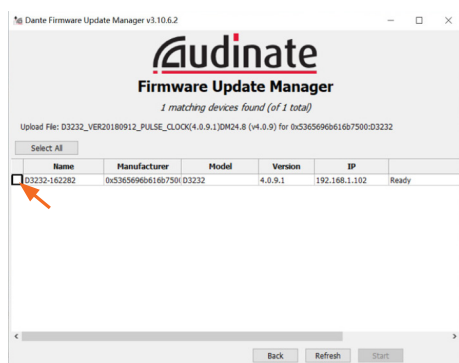 Dante Firmware Update Manager v3.10.6.2
Audinate
Firmware Update Manager
1 matching devices found (of 1 total)
Upload File: D3232_VER20180912_PULSE_CLOCK(4.0.9.1)DM24.8 (v4.0.9) for 0x5365696b616b7500:D3232
Select All
Name Manufacturer Model Version IP
D3232-162282 0x5365696b616b7500 D3232 4.0.9.1 192.168.1.102 Ready
Back Refresh Start